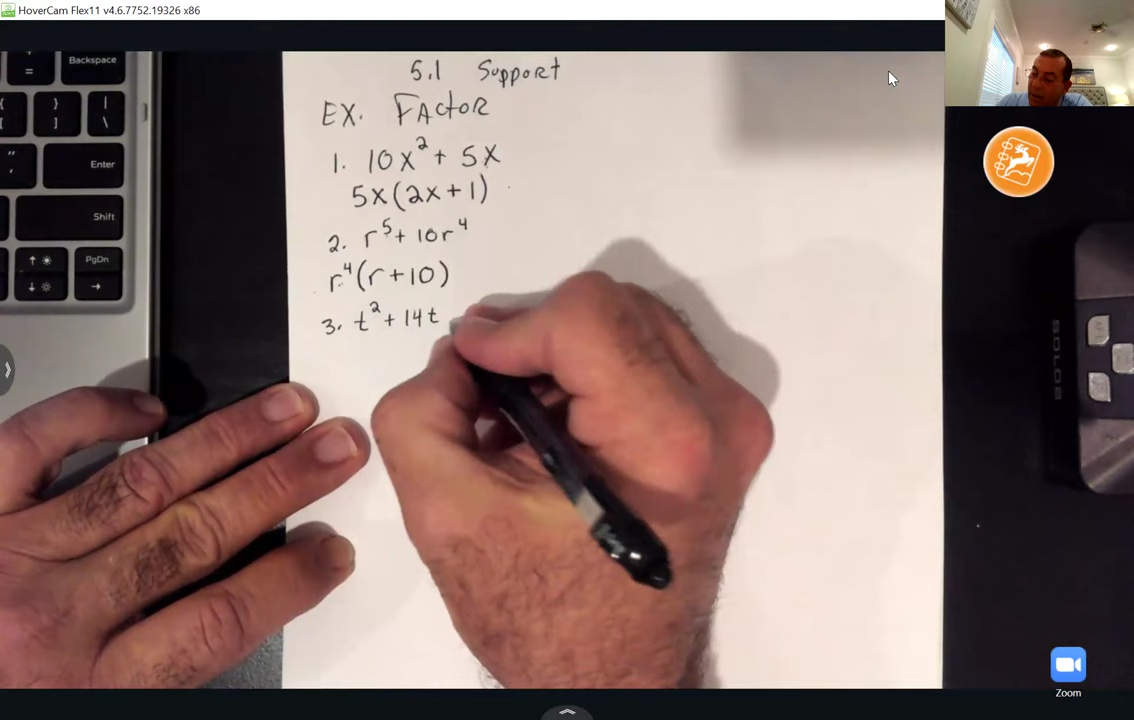 HoverCam Flex11 v4.6.7752.19326 x86
5.1 Support
EX. FActoR
1. 10x² + 5x
5x(2x+1)
2. r⁵ + 10r⁴
r⁴(r+10)
3. t² + 14t
+
=
Backspace
}
]
|
\
"
'
Enter
Shift
PgDn
Zoom